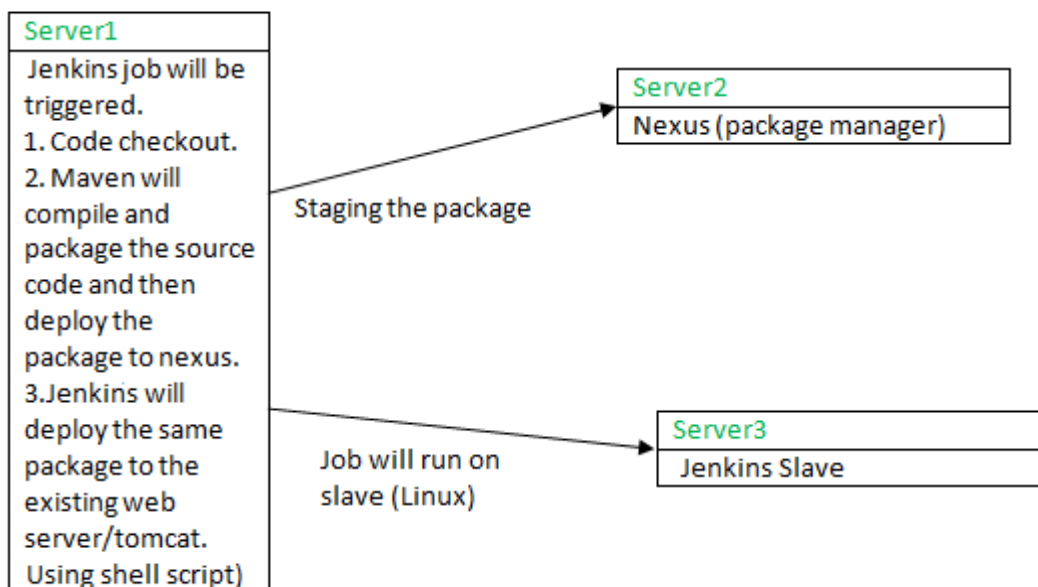 Server1
Jenkins job will be
triggered.
1. Code checkout.
2. Maven will
compile and
package the source
code and then
deploy the
package to nexus.
3.Jenkins will
deploy the same
package to the
existing web
server/tomcat.
Using shell script)
Staging the package
Server2
Nexus (package manager)
Job will run on
slave (Linux)
Server3
Jenkins Slave